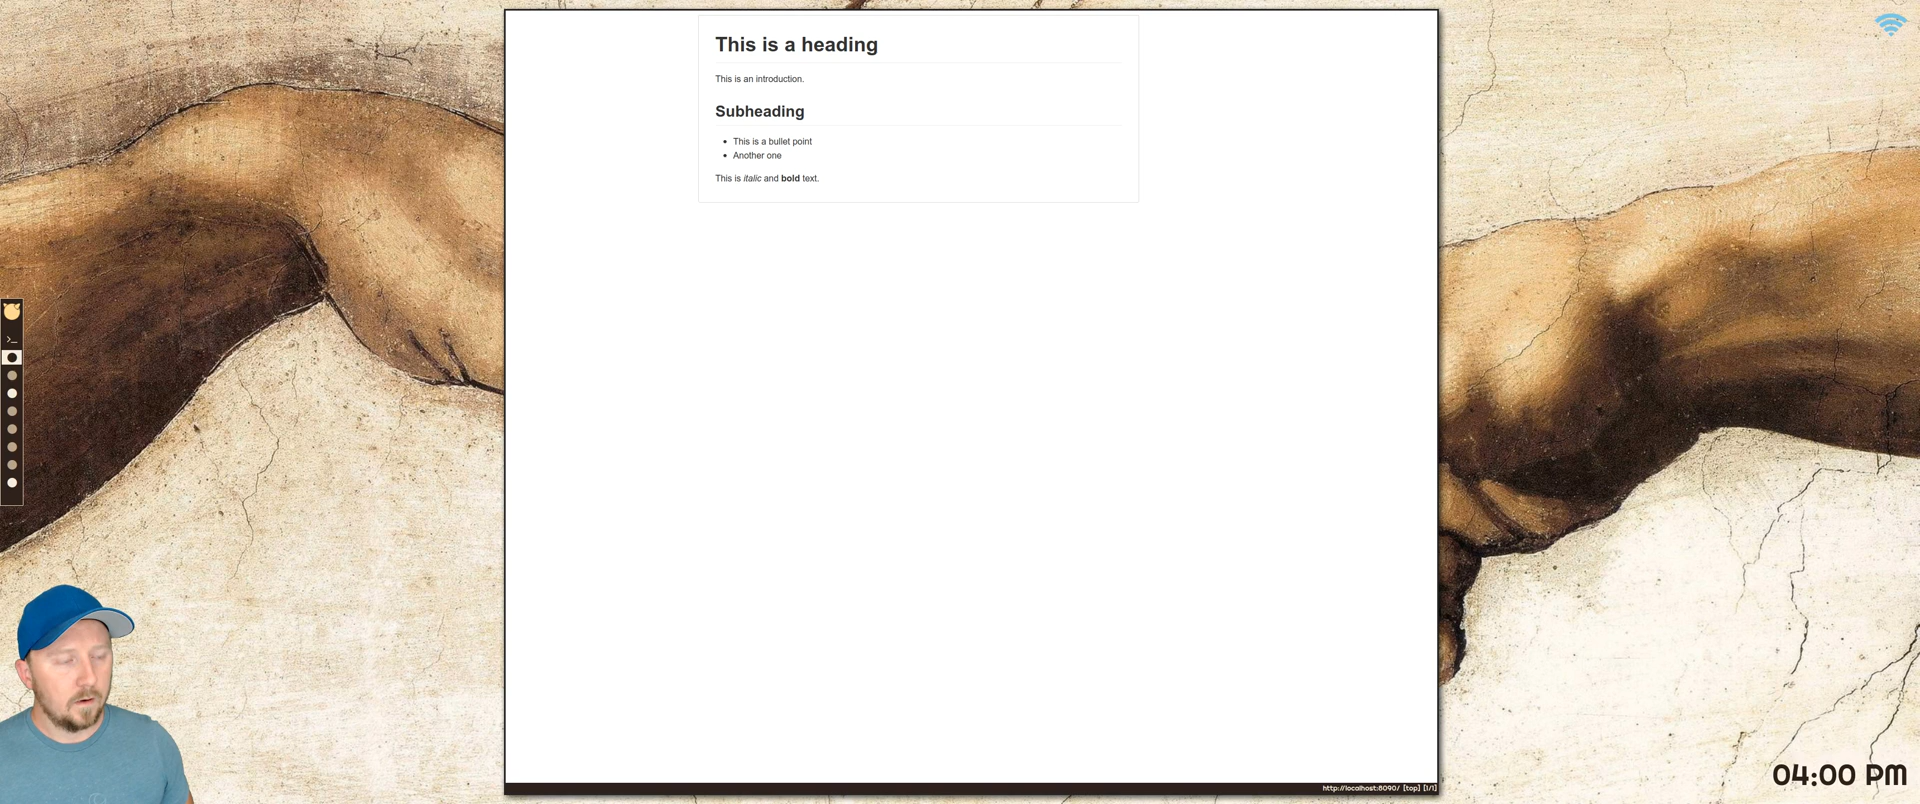 This is a heading
This is an introduction.
Subheading
• This is a bullet point
• Another one
This is italic and bold text.
>_
http://localhost:8090/ [top] [1/1]
04:00 PM